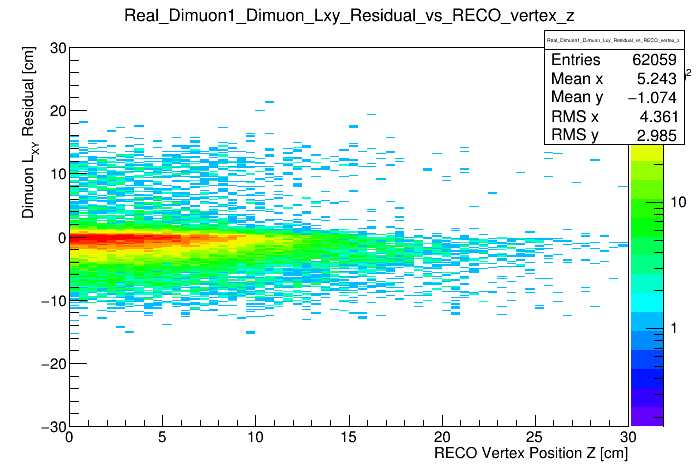 Real_Dimuon1_Dimuon_Lxy_Residual_vs_RECO_vertex_z
Real_Dimuon1_Dimuon_Lxy_Residual_vs_RECO_vertex_z
Entries 62059
Mean x 5.243
Mean y −1.074
RMS x 4.361
RMS y 2.985
2
10
1
Dimuon LXY Residual [cm]
30
20
10
0
−10
−20
−30
0 5 10 15 20 25 30
RECO Vertex Position Z [cm]